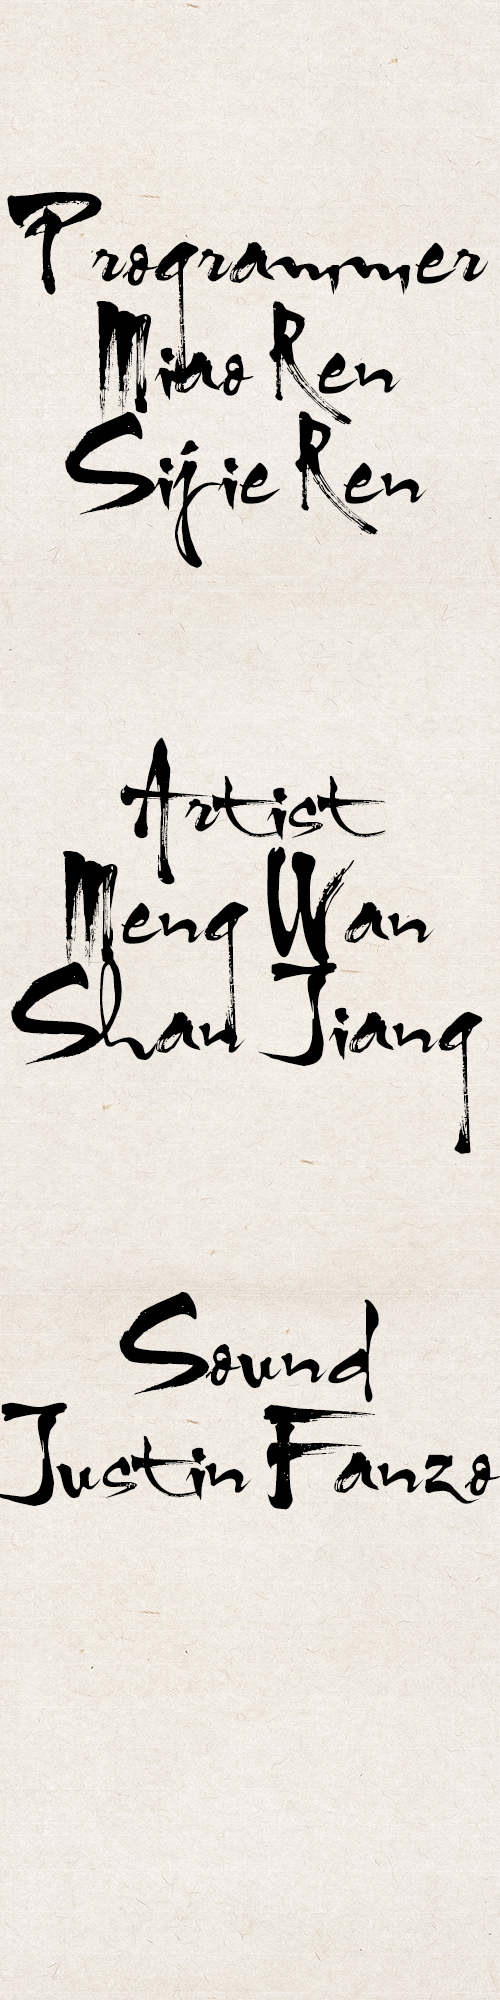 Programmer
Miao Ren
Sijie Ren
Artist
Meng Wan
Shan Jiang
Sound
Justin Fanzo